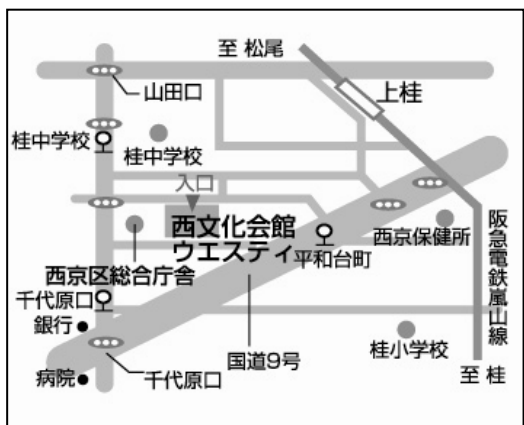 至 松尾
山田口
上桂
桂中学校
桂中学校
入口
西文化会館
ウエスティ
西京区総合庁舎
平和台町
西京保健所
阪急電鉄嵐山線
千代原口
銀行
国道9号
桂小学校
病院
千代原口
至 桂